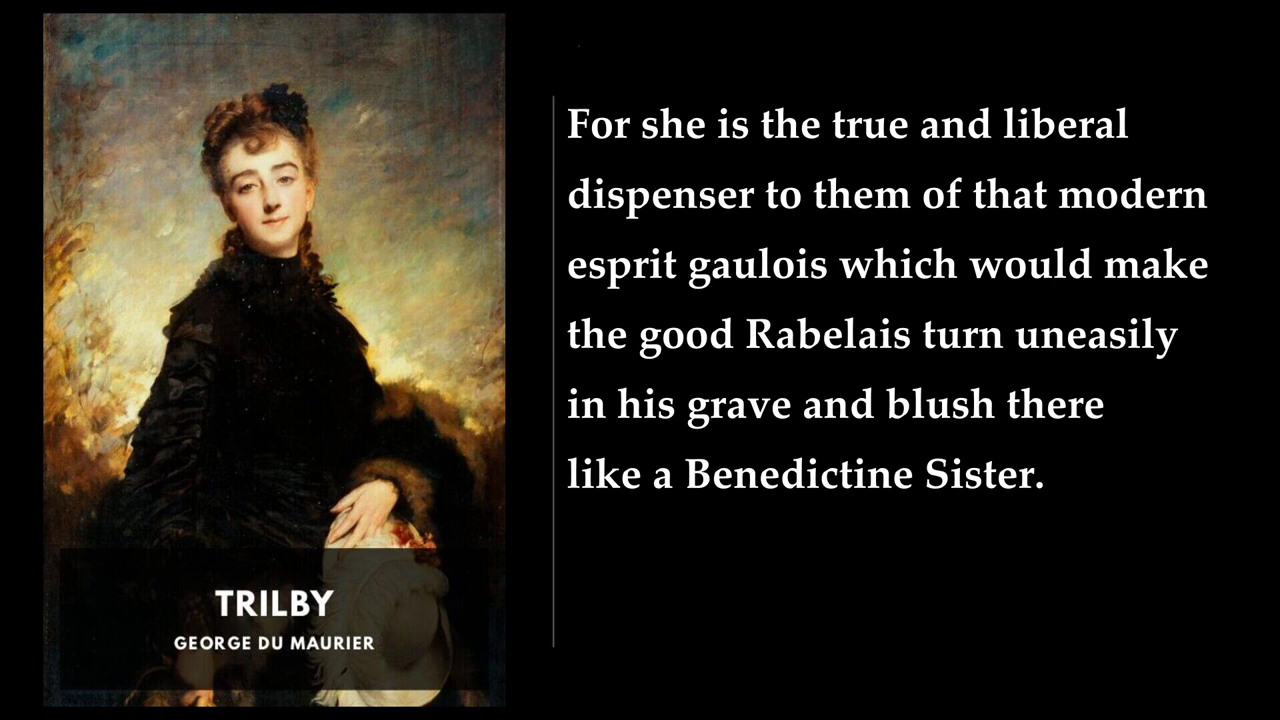 TRILBY
GEORGE DU MAURIER
For she is the true and liberal
dispenser to them of that modern
esprit gaulois which would make
the good Rabelais turn uneasily
in his grave and blush there
like a Benedictine Sister.